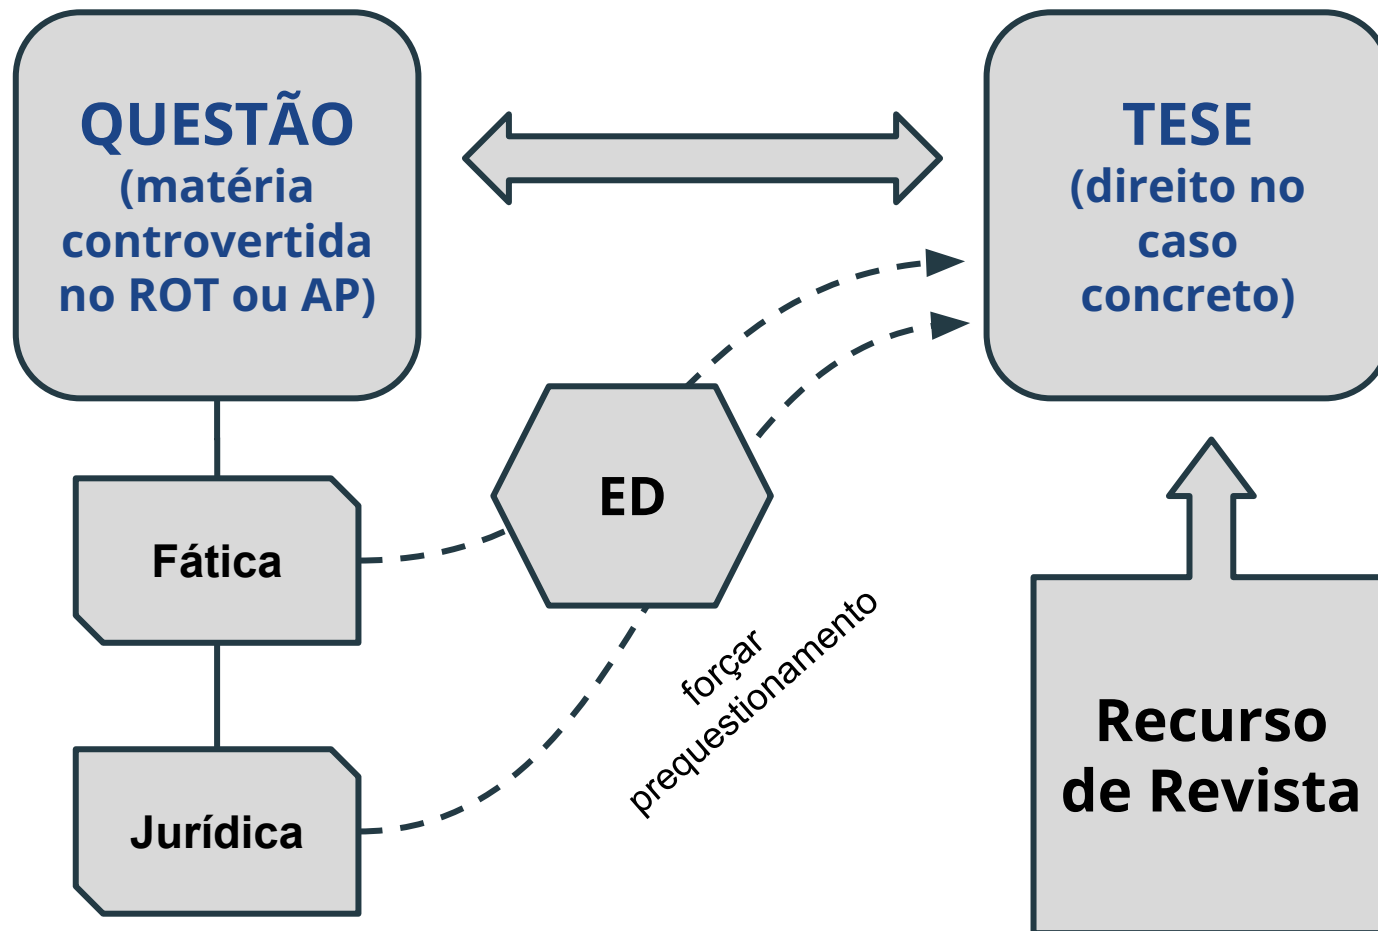 QUESTÃO
(matéria
controvertida
no ROT ou AP)
TESE
(direito no
caso
concreto)
ED
Fática
forçar
prequestionamento
Jurídica
Recurso
de Revista